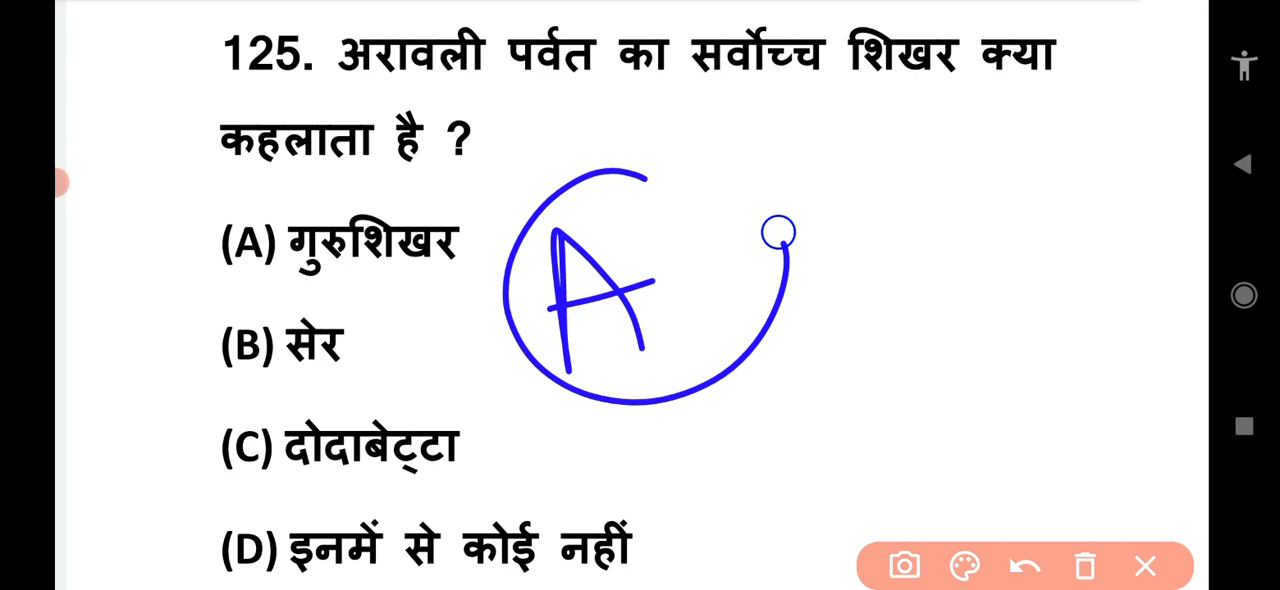 125. अरावली पर्वत का सर्वोच्च शिखर क्या
कहलाता है ?
(A) गुरुशिखर
A
(B) सेर
(C) दोदाबेट्टा
(D) इनमें से कोई नहीं